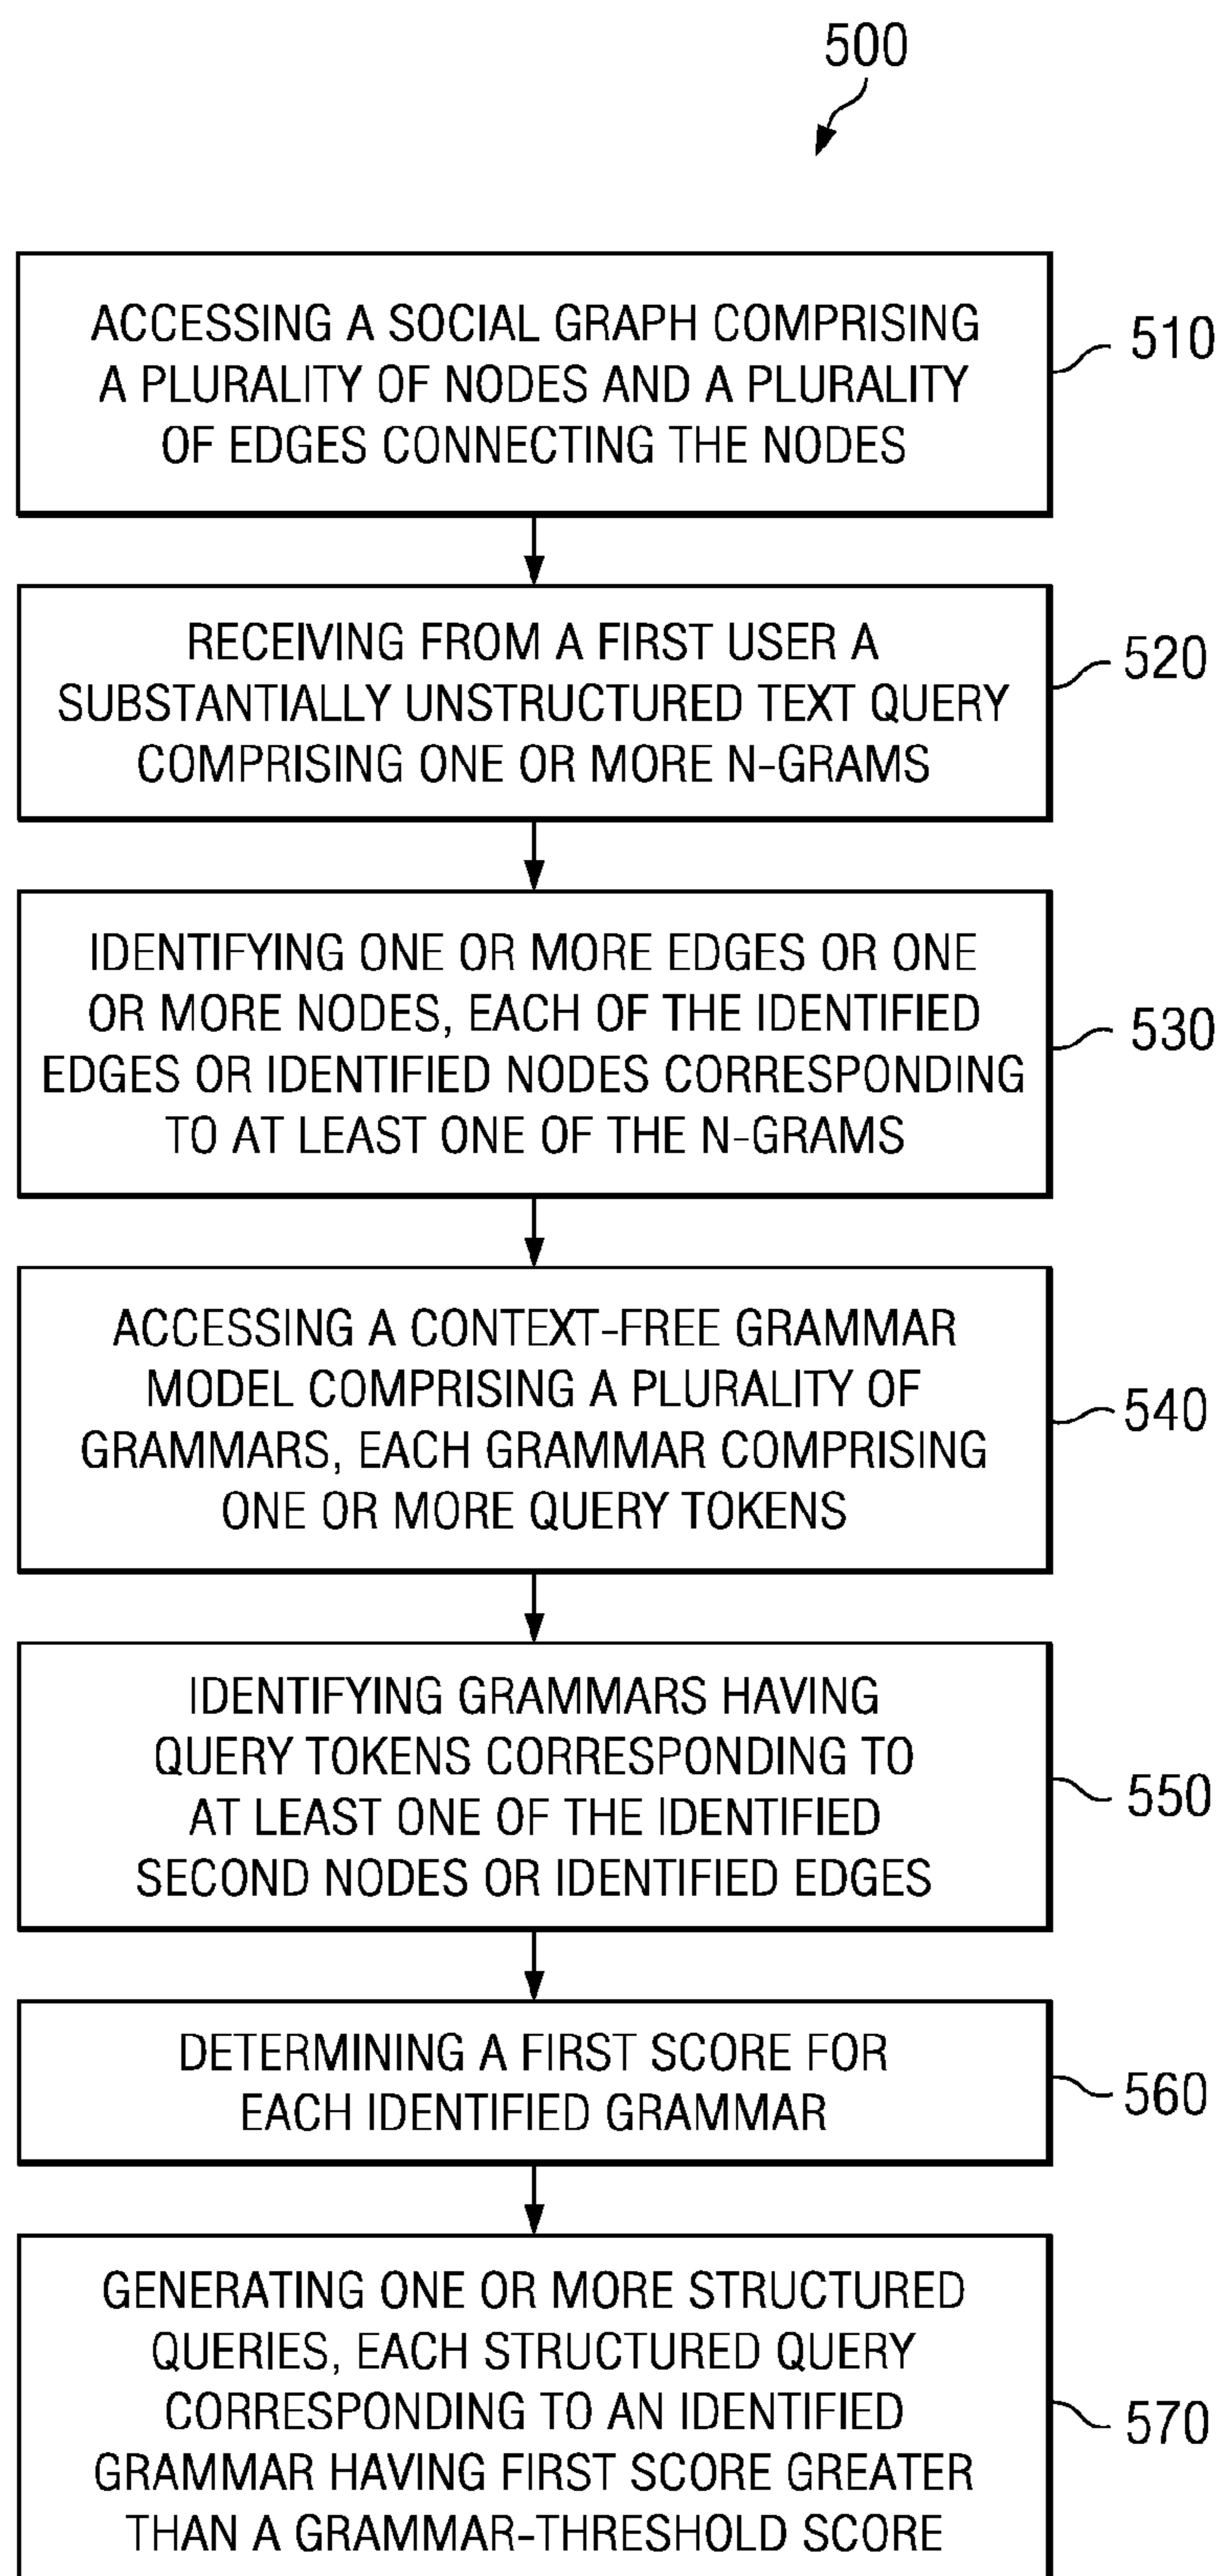 500
ACCESSING A SOCIAL GRAPH COMPRISING
A PLURALITY OF NODES AND A PLURALITY
OF EDGES CONNECTING THE NODES
510
RECEIVING FROM A FIRST USER A
SUBSTANTIALLY UNSTRUCTURED TEXT QUERY
COMPRISING ONE OR MORE N-GRAMS
520
IDENTIFYING ONE OR MORE EDGES OR ONE
OR MORE NODES, EACH OF THE IDENTIFIED
EDGES OR IDENTIFIED NODES CORRESPONDING
TO AT LEAST ONE OF THE N-GRAMS
530
ACCESSING A CONTEXT-FREE GRAMMAR
MODEL COMPRISING A PLURALITY OF
GRAMMARS, EACH GRAMMAR COMPRISING
ONE OR MORE QUERY TOKENS
540
IDENTIFYING GRAMMARS HAVING
QUERY TOKENS CORRESPONDING TO
AT LEAST ONE OF THE IDENTIFIED
SECOND NODES OR IDENTIFIED EDGES
550
DETERMINING A FIRST SCORE FOR
EACH IDENTIFIED GRAMMAR
560
GENERATING ONE OR MORE STRUCTURED
QUERIES, EACH STRUCTURED QUERY
CORRESPONDING TO AN IDENTIFIED
GRAMMAR HAVING FIRST SCORE GREATER
THAN A GRAMMAR-THRESHOLD SCORE
570